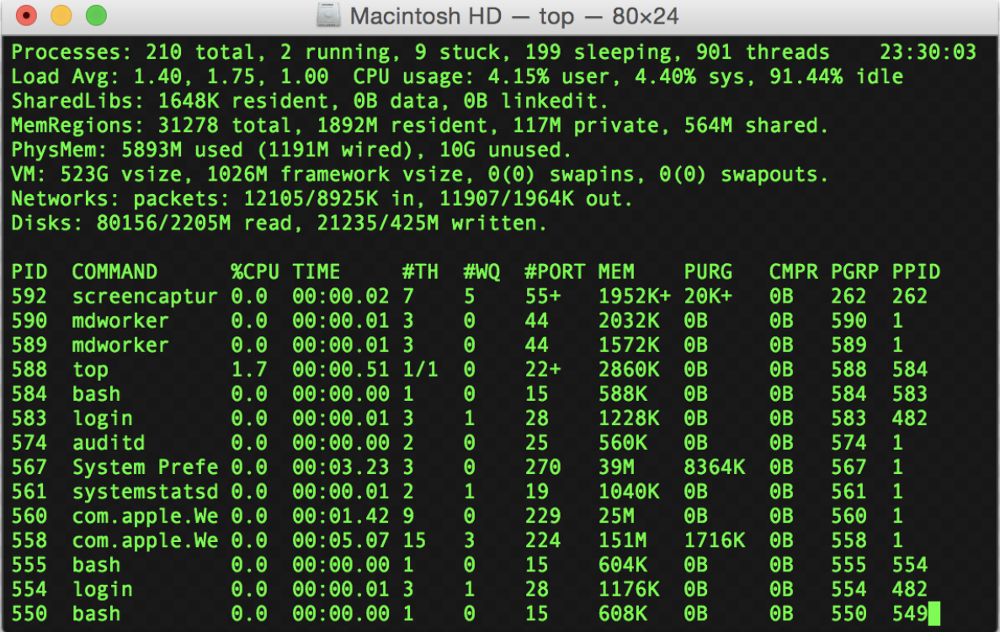 Macintosh HD — top — 80×24
Processes: 210 total, 2 running, 9 stuck, 199 sleeping, 901 threads    23:30:03
Load Avg: 1.40, 1.75, 1.00  CPU usage: 4.15% user, 4.40% sys, 91.44% idle
SharedLibs: 1648K resident, 0B data, 0B linkedit.
MemRegions: 31278 total, 1892M resident, 117M private, 564M shared.
PhysMem: 5893M used (1191M wired), 10G unused.
VM: 523G vsize, 1026M framework vsize, 0(0) swapins, 0(0) swapouts.
Networks: packets: 12105/8925K in, 11907/1964K out.
Disks: 80156/2205M read, 21235/425M written.

PID  COMMAND      %CPU TIME     #TH  #WQ  #PORT MEM    PURG   CMPR PGRP PPID
592  screencaptur 0.0  00:00.02 7    5    55+   1952K+ 20K+   0B   262  262
590  mdworker     0.0  00:00.01 3    0    44    2032K  0B     0B   590  1
589  mdworker     0.0  00:00.01 3    0    44    1572K  0B     0B   589  1
588  top          1.7  00:00.51 1/1  0    22+   2860K  0B     0B   588  584
584  bash         0.0  00:00.00 1    0    15    588K   0B     0B   584  583
583  login        0.0  00:00.01 3    1    28    1228K  0B     0B   583  482
574  auditd       0.0  00:00.00 2    0    25    560K   0B     0B   574  1
567  System Prefe 0.0  00:03.23 3    0    270   39M    8364K  0B   567  1
561  systemstatsd 0.0  00:00.01 2    1    19    1040K  0B     0B   561  1
560  com.apple.We 0.0  00:01.42 9    0    229   25M    0B     0B   560  1
558  com.apple.We 0.0  00:05.07 15   3    224   151M   1716K  0B   558  1
555  bash         0.0  00:00.00 1    0    15    604K   0B     0B   555  554
554  login        0.0  00:00.01 3    1    28    1176K  0B     0B   554  482
550  bash         0.0  00:00.00 1    0    15    608K   0B     0B   550  549